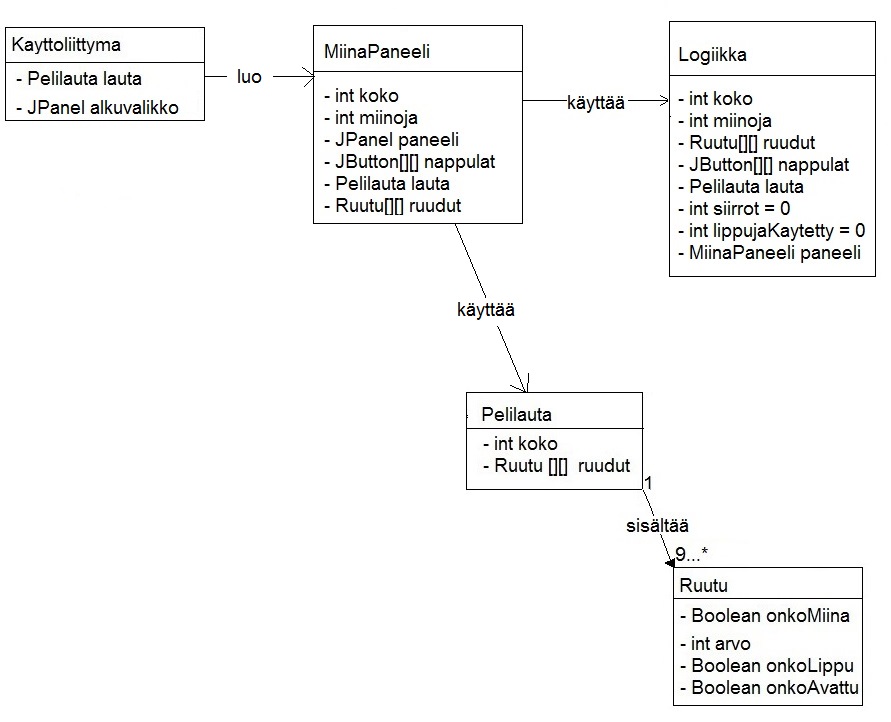 Kayttoliittyma
- Pelilauta lauta
- JPanel alkuvalikko
luo
MiinaPaneeli
- int koko
- int miinoja
- JPanel paneeli
- JButton[][] nappulat
- Pelilauta lauta
- Ruutu[][] ruudut
käyttää
Logiikka
- int koko
- int miinoja
- Ruutu[][] ruudut
- JButton[][] nappulat
- Pelilauta lauta
- int siirrot = 0
- int lippujaKaytetty = 0
- MiinaPaneeli paneeli
käyttää
Pelilauta
- int koko
- Ruutu [][] ruudut
1
sisältää
9...*
Ruutu
- Boolean onkoMiina
- int arvo
- Boolean onkoLippu
- Boolean onkoAvattu